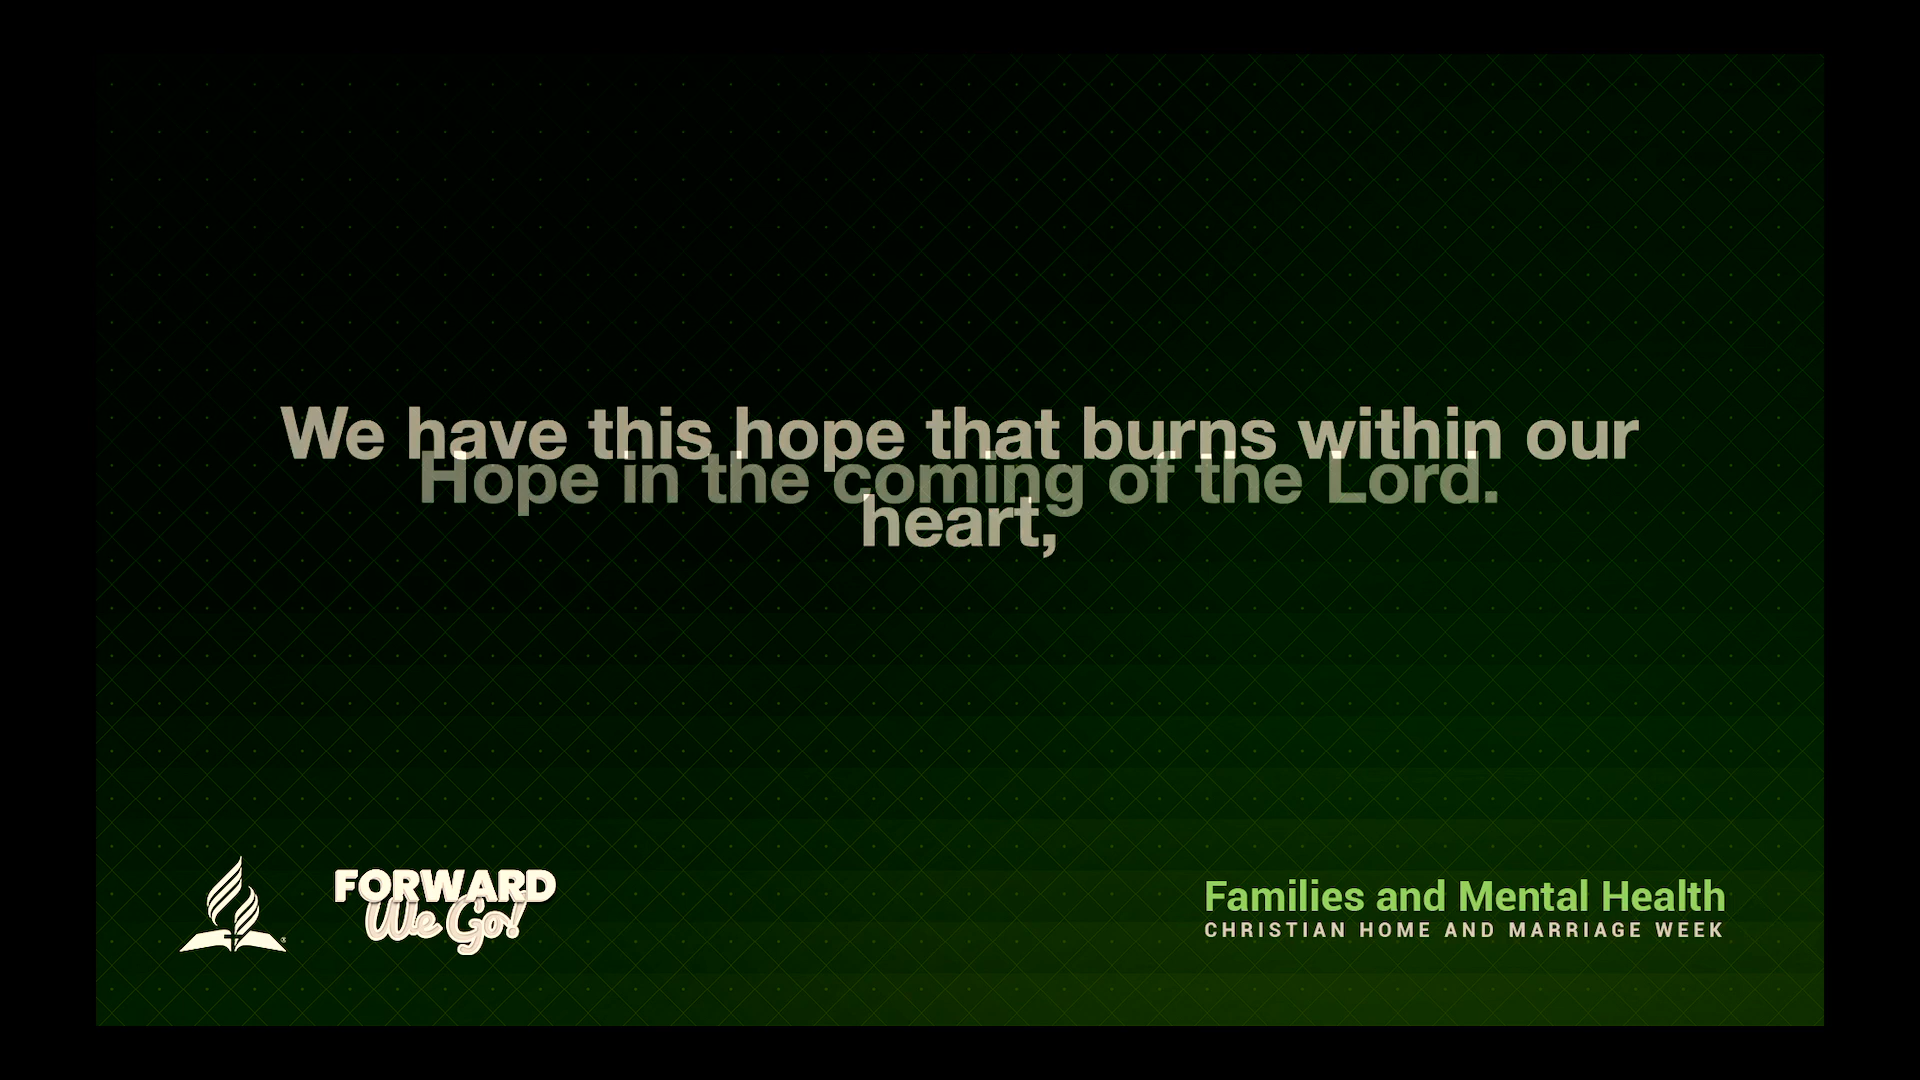 We have this hope that burns within our
heart,
Hope in the coming of the Lord.
FORWARD
We Go!
Families and Mental Health
CHRISTIAN HOME AND MARRIAGE WEEK